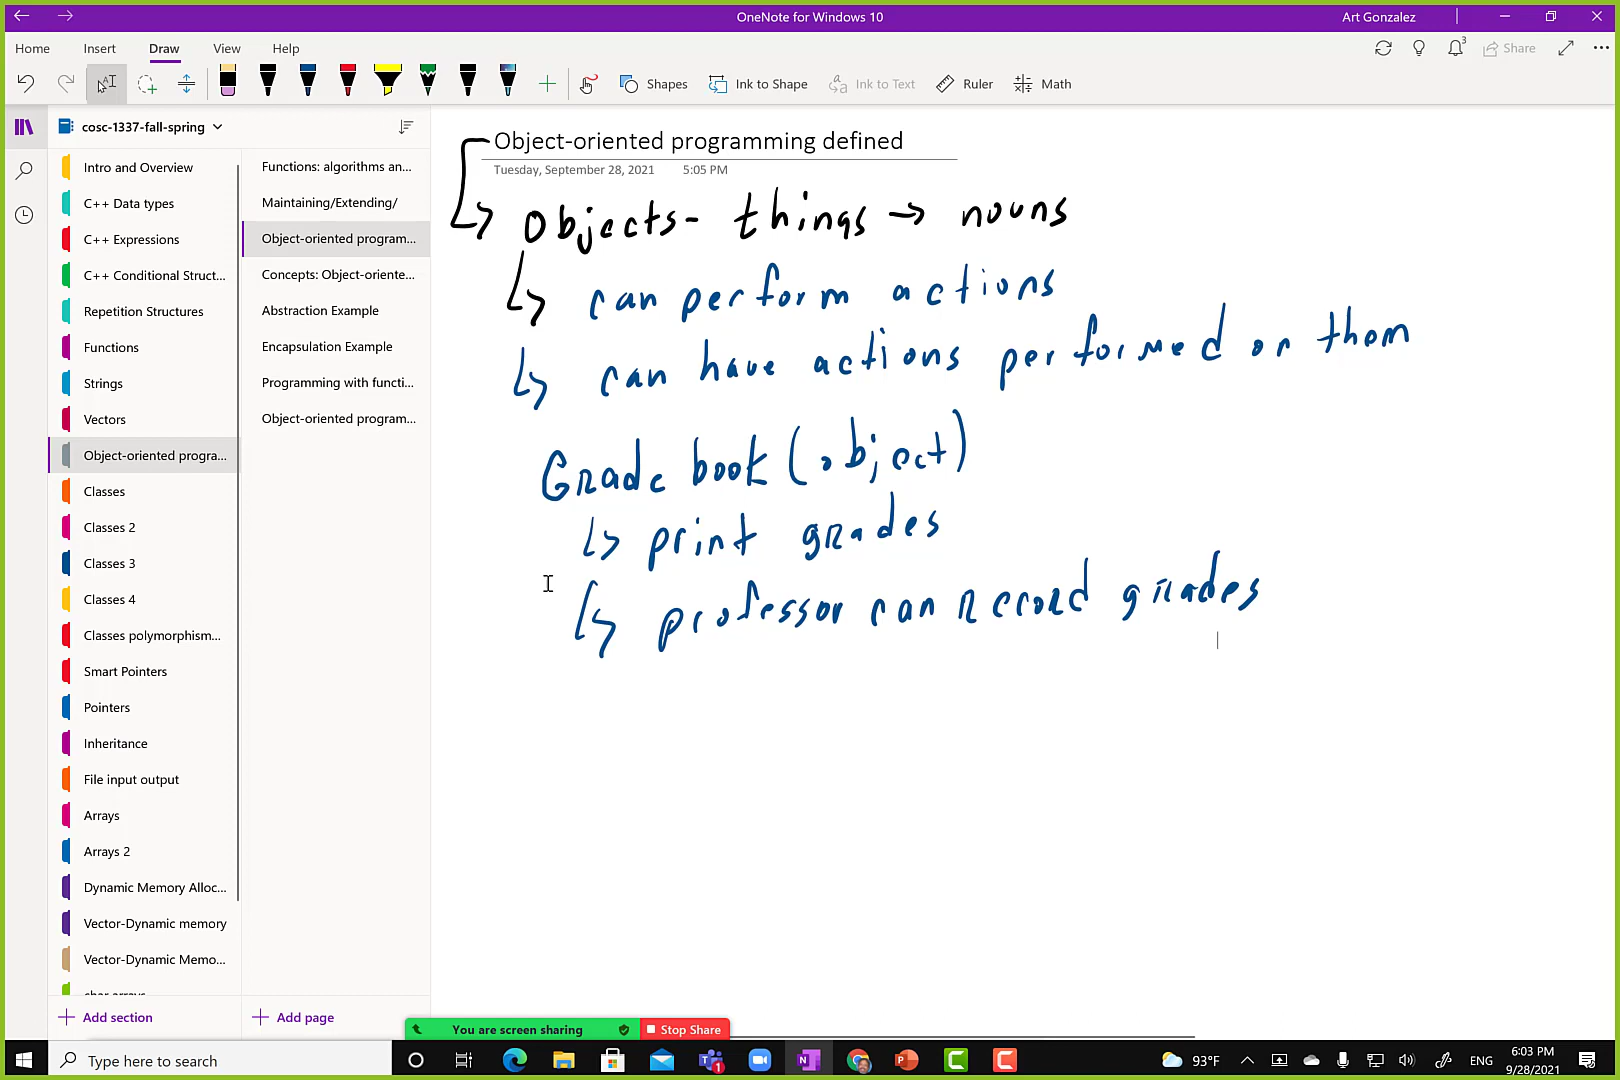 OneNote for Windows 10
Art Gonzalez
Home Insert Draw View Help
3
Share
Shapes
Ink to Shape
Ink to Text
Ruler
Math
cosc-1337-fall-spring
Intro and Overview
C++ Data types
C++ Expressions
C++ Conditional Struct...
Repetition Structures
Functions
Strings
Vectors
Object-oriented progra...
Classes
Classes 2
Classes 3
Classes 4
Classes polymorphism...
Smart Pointers
Pointers
Inheritance
File input output
Arrays
Arrays 2
Dynamic Memory Alloc...
Vector-Dynamic memory
Vector-Dynamic Memo...
char arrays
Add section
Functions: algorithms an...
Maintaining/Extending/
Object-oriented program...
Concepts: Object-oriente...
Abstraction Example
Encapsulation Example
Programming with functi...
Object-oriented program...
Add page
Object-oriented programming defined
Tuesday, September 28, 2021 5:05 PM
Objects- things → nouns
↳ can perform actions
↳ can have actions performed on them
Grade book (object)
↳ print grades
↳ professor can record grades
You are screen sharing
Stop Share
Type here to search
1
93°F
ENG
6:03 PM
9/28/2021